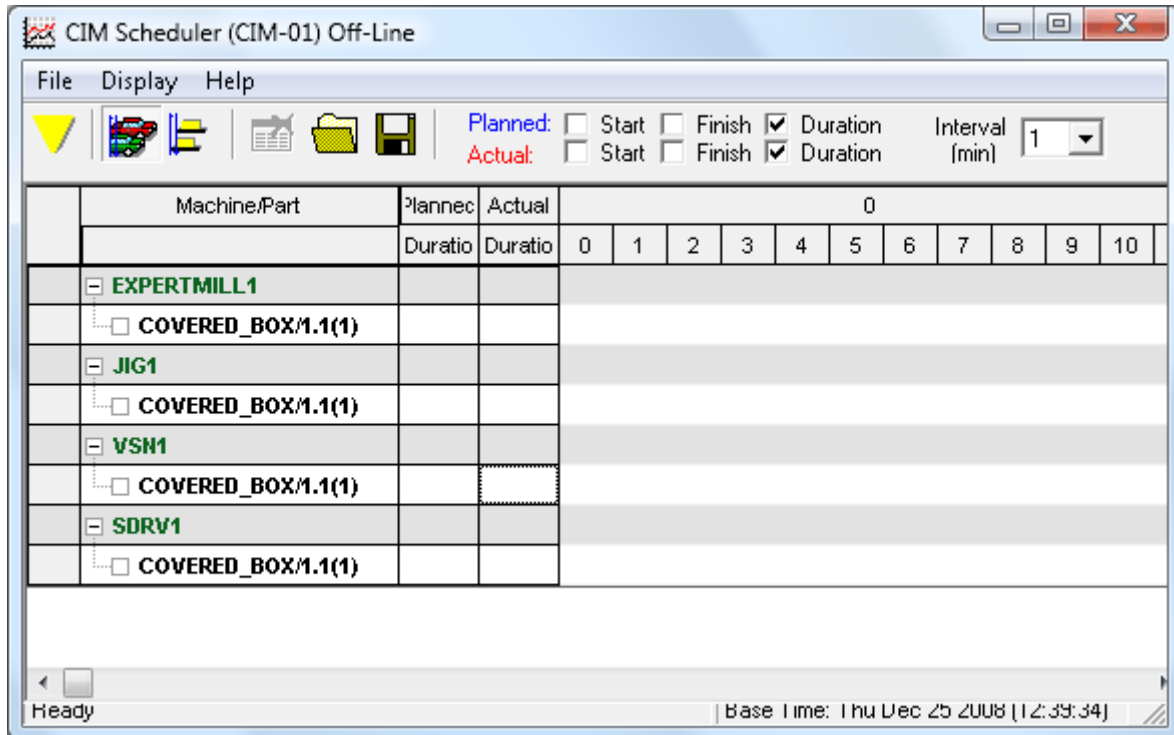 CIM Scheduler (CIM-01) Off-Line
File Display Help
Planned: Start Finish Duration Interval
Actual: Start Finish Duration (min) 1
Machine/Part Plannec Actual 0
Duratio Duratio 0 1 2 3 4 5 6 7 8 9 10
EXPERTMILL1
COVERED_BOX/1.1(1)
JIG1
COVERED_BOX/1.1(1)
VSN1
COVERED_BOX/1.1(1)
SDRV1
COVERED_BOX/1.1(1)
Ready Base Time: Thu Dec 25 2008 [12:39:34]